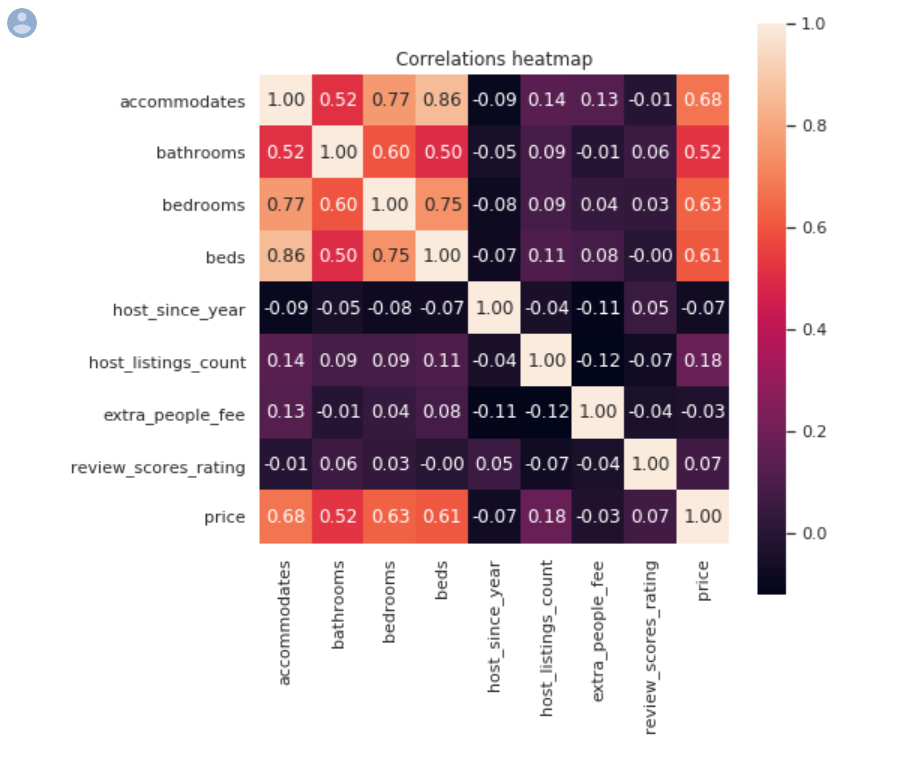 Correlations heatmap
accommodates 1.00 0.52 0.77 0.86 -0.09 0.14 0.13 -0.01 0.68
bathrooms 0.52 1.00 0.60 0.50 -0.05 0.09 -0.01 0.06 0.52
bedrooms 0.77 0.60 1.00 0.75 -0.08 0.09 0.04 0.03 0.63
beds 0.86 0.50 0.75 1.00 -0.07 0.11 0.08 -0.00 0.61
host_since_year -0.09 -0.05 -0.08 -0.07 1.00 -0.04 -0.11 0.05 -0.07
host_listings_count 0.14 0.09 0.09 0.11 -0.04 1.00 -0.12 -0.07 0.18
extra_people_fee 0.13 -0.01 0.04 0.08 -0.11 -0.12 1.00 -0.04 -0.03
review_scores_rating -0.01 0.06 0.03 -0.00 0.05 -0.07 -0.04 1.00 0.07
price 0.68 0.52 0.63 0.61 -0.07 0.18 -0.03 0.07 1.00
accommodates
bathrooms
bedrooms
beds
host_since_year
host_listings_count
extra_people_fee
review_scores_rating
price
1.0
0.8
0.6
0.4
0.2
0.0